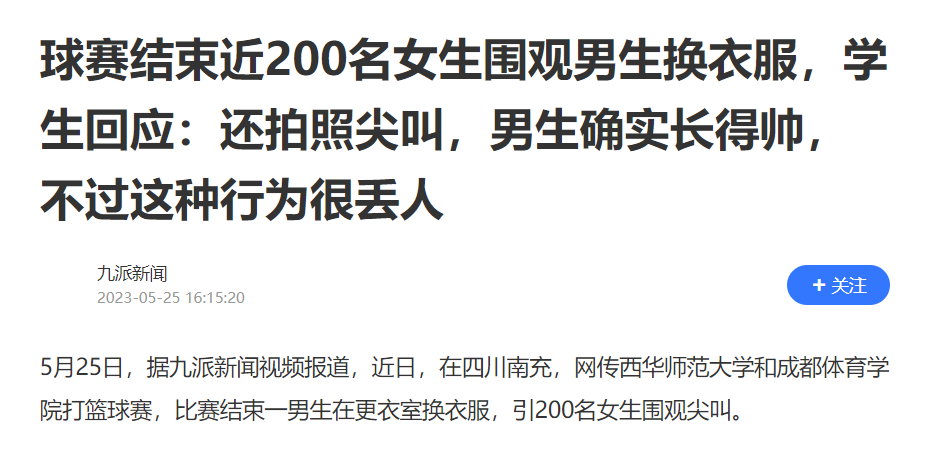 球赛结束近200名女生围观男生换衣服，学
生回应：还拍照尖叫，男生确实长得帅，
不过这种行为很丢人
九派新闻
2023-05-25 16:15:20
+ 关注
5月25日，据九派新闻视频报道，近日，在四川南充，网传西华师范大学和成都体育学
院打篮球赛，比赛结束一男生在更衣室换衣服，引200名女生围观尖叫。